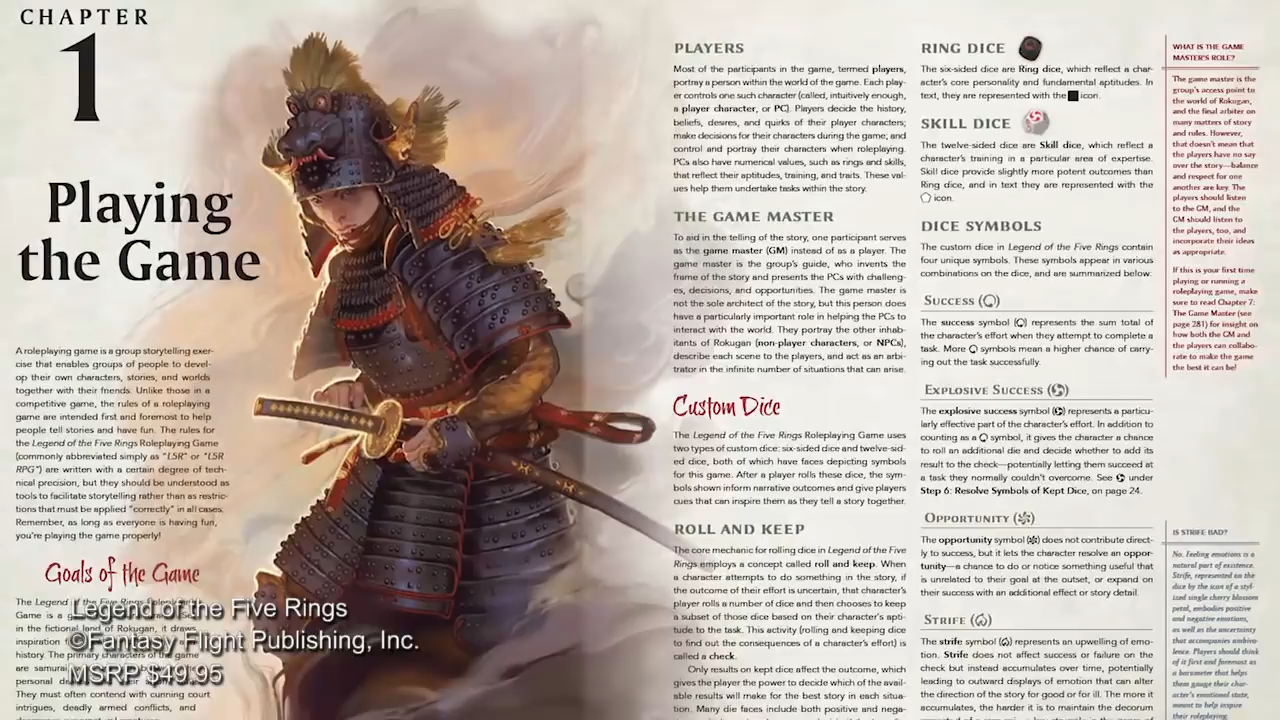 CHAPTER
1
Playing
the Game
A roleplaying game is a group storytelling exer-
cise that enables groups of people to devel-
op their own characters, stories, and worlds
together with their friends. Unlike those in a
competitive game, the rules of a roleplaying
game are intended first and foremost to help
people tell stories and have fun. The rules for
the Legend of the Five Rings Roleplaying Game
(commonly abbreviated simply as "L5R" or "L5R
RPG") are written with a certain degree of tech-
nical precision, but they should be understood as
tools to facilitate storytelling rather than as restric-
tions that must be applied "correctly" in all cases.
Remember, as long as everyone is having fun,
you're playing the game properly!
Goals of the Game
The Legend of the Five Rings
Game is a
in the fictional land of Rokugan, it draws
inspiration
history. The primary characters of the game
are samurai
personal
They must often contend with cunning court
intrigues, deadly armed conflicts, and
Legend of the Five Rings
©Fantasy Flight Publishing, Inc.
MSRP $49.95
PLAYERS
Most of the participants in the game, termed players,
portray a person within the world of the game. Each play-
er controls one such character (called, intuitively enough,
a player character, or PC). Players decide the history,
beliefs, desires, and quirks of their player characters;
make decisions for their characters during the game; and
control and portray their characters when roleplaying.
PCs also have numerical values, such as rings and skills,
that reflect their aptitudes, training, and traits. These val-
ues help them undertake tasks within the story.
THE GAME MASTER
To aid in the telling of the story, one participant serves
as the game master (GM) instead of as a player. The
game master is the group's guide, who invents the
frame of the story and presents the PCs with challeng-
es, decisions, and opportunities. The game master is
not the sole architect of the story, but this person does
have a particularly important role in helping the PCs to
interact with the world. They portray the other inhab-
itants of Rokugan (non-player characters, or NPCs),
describe each scene to the players, and act as an arbi-
trator in the infinite number of situations that can arise.
Custom Dice
The Legend of the Five Rings Roleplaying Game uses
two types of custom dice: six-sided dice and twelve-sid-
ed dice, both of which have faces depicting symbols
for this game. After a player rolls these dice, the sym-
bols shown inform narrative outcomes and give players
cues that can inspire them as they tell a story together.
ROLL AND KEEP
The core mechanic for rolling dice in Legend of the Five
Rings employs a concept called roll and keep. When
a character attempts to do something in the story, if
the outcome of their effort is uncertain, that character's
player rolls a number of dice and then chooses to keep
a subset of those dice based on their character's apti-
tude to the task. This activity (rolling and keeping dice
to find out the consequences of a character's effort) is
called a check.
Only results on kept dice affect the outcome, which
gives the player the power to decide which of the avail-
able results will make for the best story in each situa-
tion. Many die faces include both positive and nega-
RING DICE
The six-sided dice are Ring dice, which reflect a char-
acter's core personality and fundamental aptitudes. In
text, they are represented with the icon.
SKILL DICE
The twelve-sided dice are Skill dice, which reflect a
character's training in a particular area of expertise.
Skill dice provide slightly more potent outcomes than
Ring dice, and in text they are represented with the
icon.
DICE SYMBOLS
The custom dice in Legend of the Five Rings contain
four unique symbols. These symbols appear in various
combinations on the dice, and are summarized below:
SUCCESS ( )
The success symbol ( ) represents the sum total of
the character's effort when they attempt to complete a
task. More symbols mean a higher chance of carry-
ing out the task successfully.
EXPLOSIVE SUCCESS ( )
The explosive success symbol ( ) represents a particu-
larly effective part of the character's effort. In addition to
counting as a symbol, it gives the character a chance
to roll an additional die and decide whether to add its
result to the check—potentially letting them succeed at
a task they normally couldn't overcome. See under
Step 6: Resolve Symbols of Kept Dice, on page 24.
OPPORTUNITY ( )
The opportunity symbol ( ) does not contribute direct-
ly to success, but it lets the character resolve an oppor-
tunity—a chance to do or notice something useful that
is unrelated to their goal at the outset, or expand on
their success with an additional effect or story detail.
STRIFE ( )
The strife symbol ( ) represents an upwelling of emo-
tion. Strife does not affect success or failure on the
check but instead accumulates over time, potentially
leading to outward displays of emotion that can alter
the direction of the story for good or for ill. The more it
accumulates, the harder it is to maintain the decorum
WHAT IS THE GAME
MASTER'S ROLE?
The game master is the
group's access point to
the world of Rokugan,
and the final arbiter on
many matters of story
and rules. However,
that doesn't mean that
the players have no say
over the story—balance
and respect for one
another are key. The
players should listen
to the GM, and the
GM should listen to
the players, too, and
incorporate their ideas
as appropriate.
If this is your first time
playing or running a
roleplaying game, make
sure to read Chapter 7:
The Game Master (see
page 281) for insight on
how both the GM and
the players can collabo-
rate to make the game
the best it can be!
IS STRIFE BAD?
No. Feeling emotions is a
natural part of existence.
Strife, represented on the
dice by the icon of a styl-
ized single cherry blossom
petal, embodies positive
and negative emotions,
as well as the uncertainty
that accompanies ambiva-
lence. Players should think
of it first and foremost as
a barometer that helps
them gauge their char-
acter's emotional state,
meant to help inspire
their roleplaying.